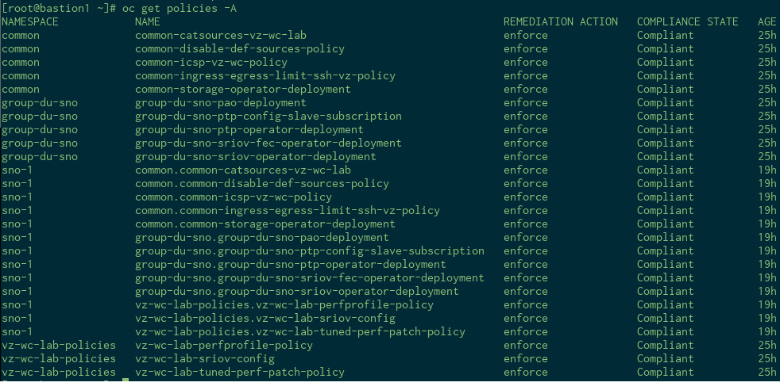 [root@bastion1 ~]# oc get policies -A
NAMESPACE NAME REMEDIATION ACTION COMPLIANCE STATE AGE
common common-catsources-vz-wc-lab enforce Compliant 25h
common common-disable-def-sources-policy enforce Compliant 25h
common common-icsp-vz-wc-policy enforce Compliant 25h
common common-ingress-egress-limit-ssh-vz-policy enforce Compliant 25h
common common-storage-operator-deployment enforce Compliant 25h
group-du-sno group-du-sno-pao-deployment enforce Compliant 25h
group-du-sno group-du-sno-ptp-config-slave-subscription enforce Compliant 25h
group-du-sno group-du-sno-ptp-operator-deployment enforce Compliant 25h
group-du-sno group-du-sno-sriov-fec-operator-deployment enforce Compliant 25h
group-du-sno group-du-sno-sriov-operator-deployment enforce Compliant 25h
sno-1 common.common-catsources-vz-wc-lab enforce Compliant 19h
sno-1 common.common-disable-def-sources-policy enforce Compliant 19h
sno-1 common.common-icsp-vz-wc-policy enforce Compliant 19h
sno-1 common.common-ingress-egress-limit-ssh-vz-policy enforce Compliant 19h
sno-1 common.common-storage-operator-deployment enforce Compliant 19h
sno-1 group-du-sno.group-du-sno-pao-deployment enforce Compliant 19h
sno-1 group-du-sno.group-du-sno-ptp-config-slave-subscription enforce Compliant 19h
sno-1 group-du-sno.group-du-sno-ptp-operator-deployment enforce Compliant 19h
sno-1 group-du-sno.group-du-sno-sriov-fec-operator-deployment enforce Compliant 19h
sno-1 group-du-sno.group-du-sno-sriov-operator-deployment enforce Compliant 19h
sno-1 vz-wc-lab-policies.vz-wc-lab-perfprofile-policy enforce Compliant 19h
sno-1 vz-wc-lab-policies.vz-wc-lab-sriov-config enforce Compliant 19h
sno-1 vz-wc-lab-policies.vz-wc-lab-tuned-perf-patch-policy enforce Compliant 19h
vz-wc-lab-policies vz-wc-lab-perfprofile-policy enforce Compliant 25h
vz-wc-lab-policies vz-wc-lab-sriov-config enforce Compliant 25h
vz-wc-lab-policies vz-wc-lab-tuned-perf-patch-policy enforce Compliant 25h